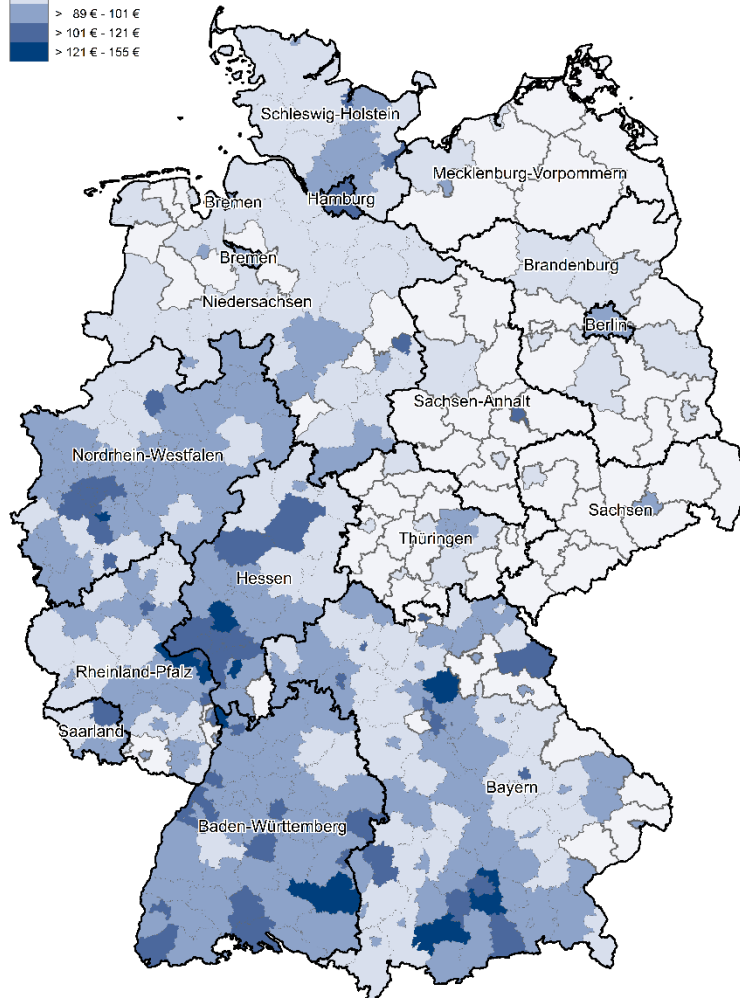 > 89 € - 101 €
> 101 € - 121 €
> 121 € - 155 €
Schleswig-Holstein
Mecklenburg-Vorpommern
Hamburg
Bremen
Bremen
Brandenburg
Niedersachsen
Berlin
Sachsen-Anhalt
Nordrhein-Westfalen
Sachsen
Thüringen
Hessen
Rheinland-Pfalz
Saarland
Bayern
Baden-Württemberg